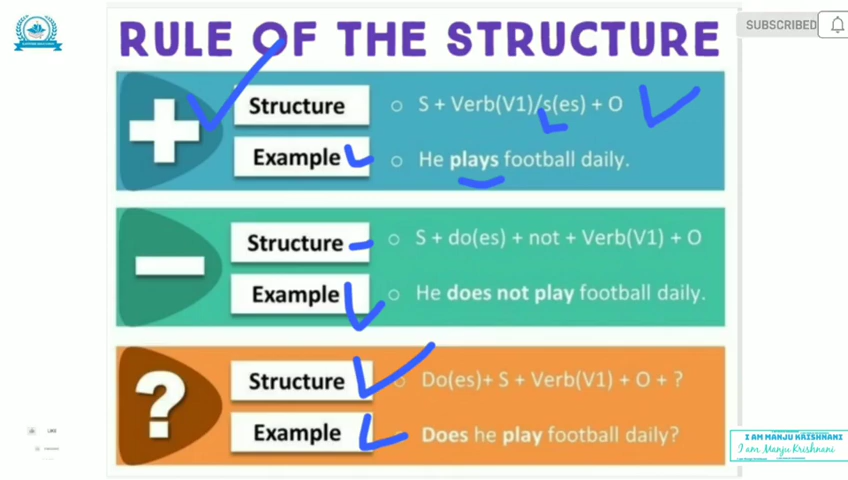 RULE OF THE STRUCTURE
SUBSCRIBED
Structure
S + Verb(V1)/s(es) + O
Example
He plays football daily.
Structure
S + do(es) + not + Verb(V1) + O
Example
He does not play football daily.
Structure
Do(es)+ S + Verb(V1) + O + ?
Example
Does he play football daily?
LIKE
I AM MANJU KRISHNANI
I am Manju Krishnani